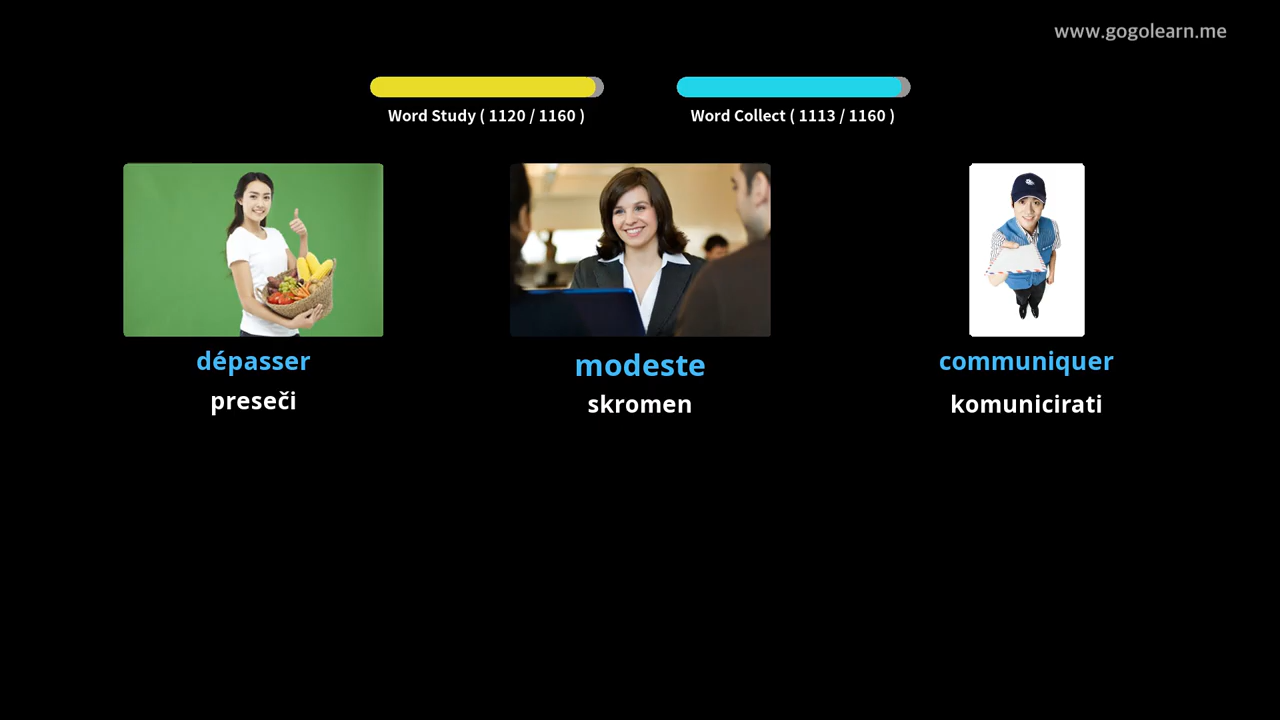 www.gogolearn.me
Word Study ( 1120 / 1160 )
Word Collect ( 1113 / 1160 )
dépasser
modeste
communiquer
preseči
skromen
komunicirati